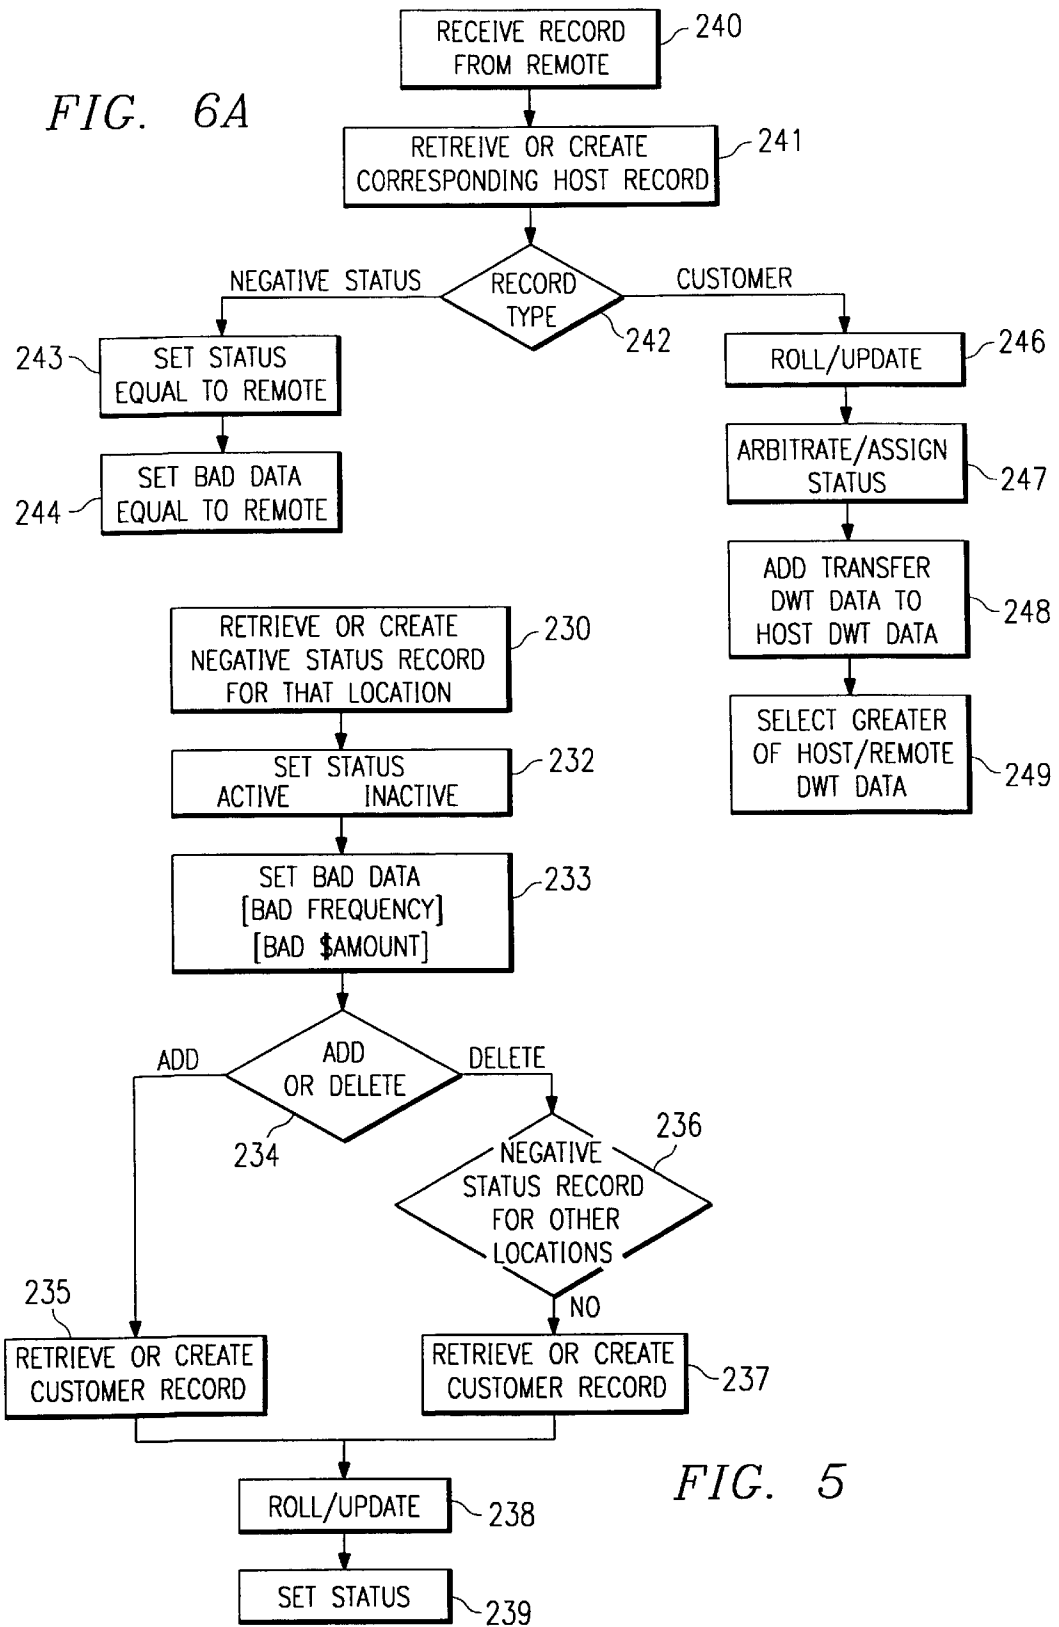 FIG. 6A
RECEIVE RECORD
FROM REMOTE
240
RETREIVE OR CREATE
CORRESPONDING HOST RECORD
241
RECORD
TYPE
242
NEGATIVE STATUS
CUSTOMER
SET STATUS
EQUAL TO REMOTE
243
SET BAD DATA
EQUAL TO REMOTE
244
ROLL/UPDATE
246
ARBITRATE/ASSIGN
STATUS
247
ADD TRANSFER
DWT DATA TO
HOST DWT DATA
248
SELECT GREATER
OF HOST/REMOTE
DWT DATA
249
RETRIEVE OR CREATE
NEGATIVE STATUS RECORD
FOR THAT LOCATION
230
SET STATUS
ACTIVE INACTIVE
232
SET BAD DATA
[BAD FREQUENCY]
[BAD $AMOUNT]
233
ADD
OR DELETE
234
ADD
DELETE
NEGATIVE
STATUS RECORD
FOR OTHER
LOCATIONS
236
NO
235
RETRIEVE OR CREATE
CUSTOMER RECORD
RETRIEVE OR CREATE
CUSTOMER RECORD
237
ROLL/UPDATE
238
SET STATUS
239
FIG. 5